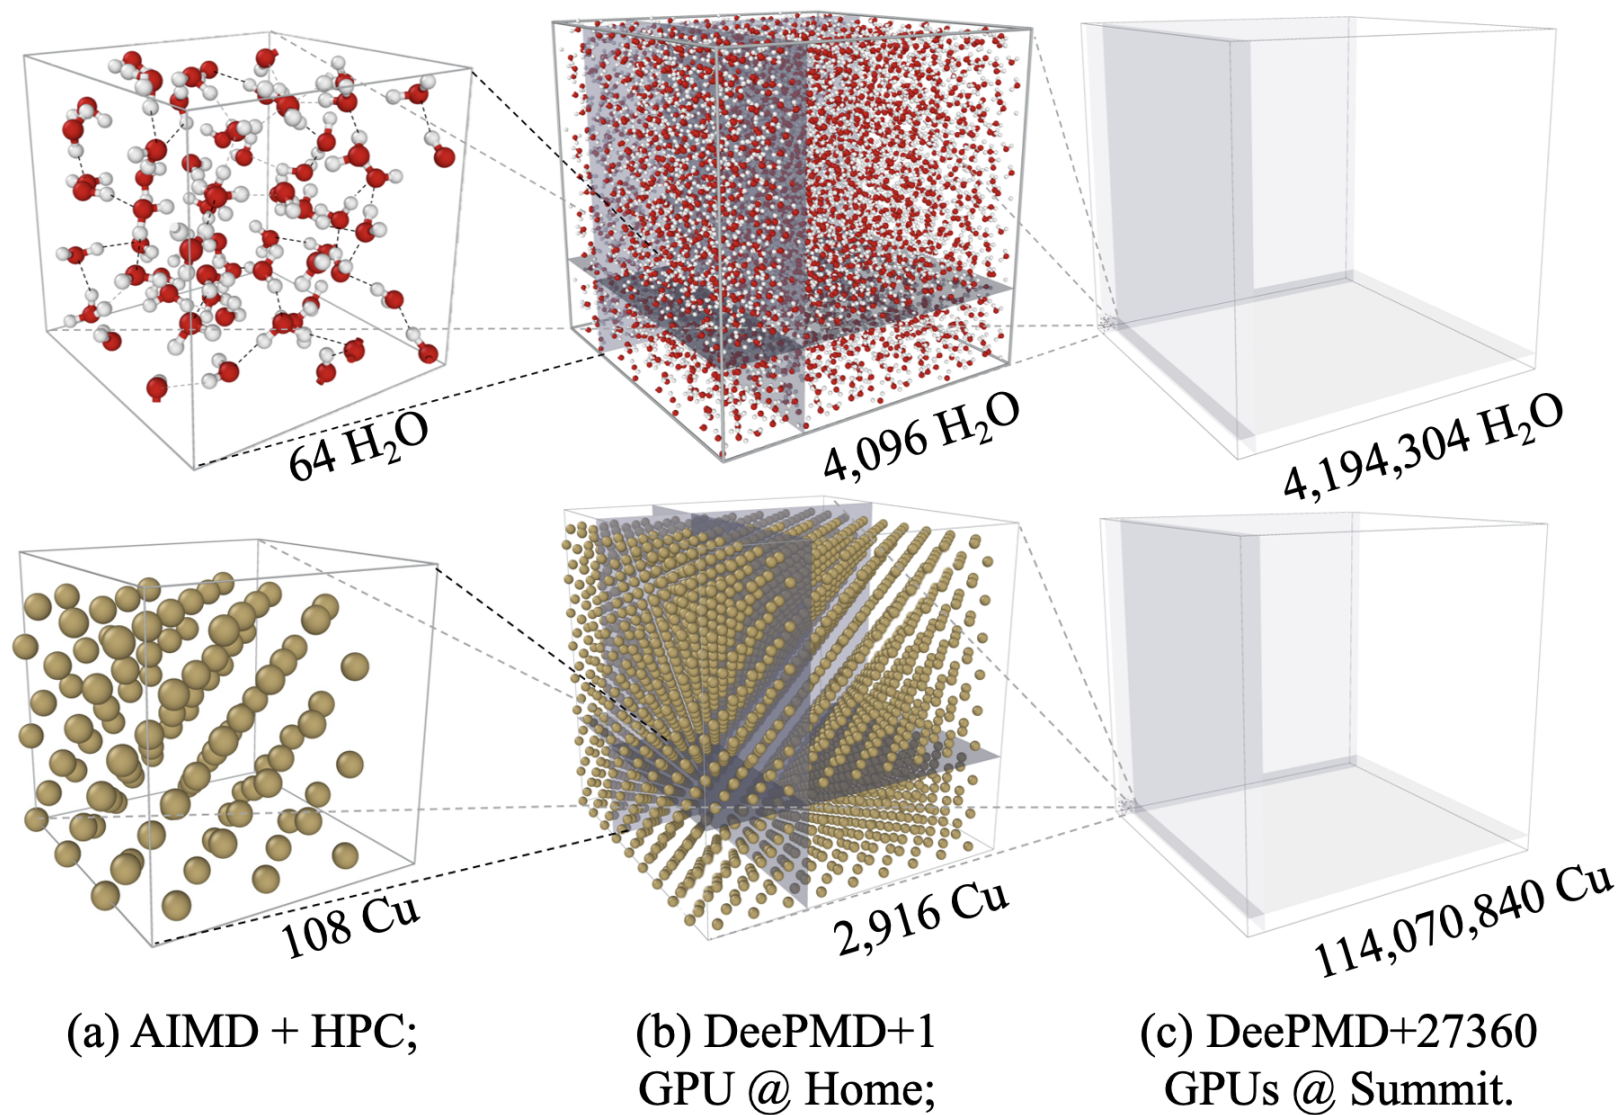 64 H₂O
4,096 H₂O
4,194,304 H₂O
108 Cu
2,916 Cu
114,070,840 Cu
(a) AIMD + HPC;
(b) DeePMD+1
GPU @ Home;
(c) DeePMD+27360
GPUs @ Summit.